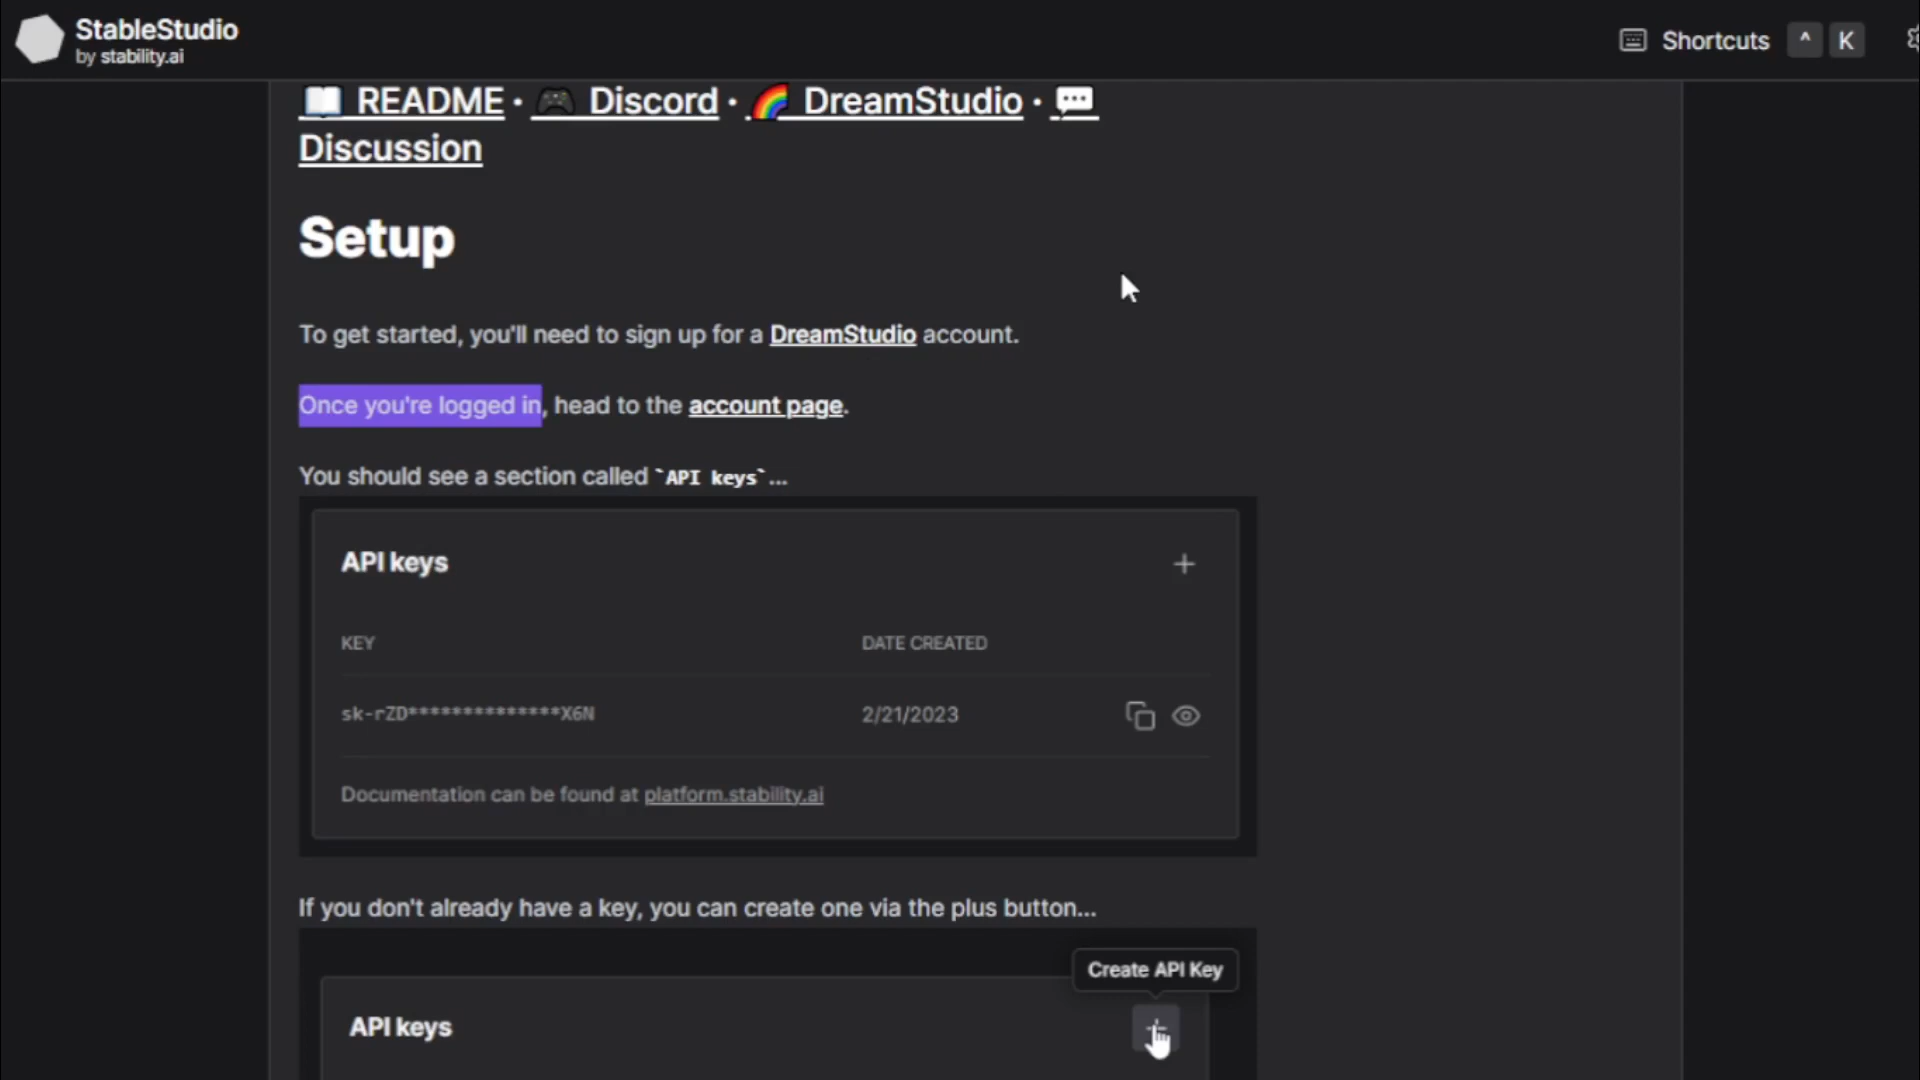 StableStudio
by stability.ai
Shortcuts ^ K
README · Discord · DreamStudio ·
Discussion
Setup
To get started, you'll need to sign up for a DreamStudio account.
Once you're logged in, head to the account page.
You should see a section called `API keys`...
API keys +
KEY DATE CREATED
sk-rZD**************X6N 2/21/2023
Documentation can be found at platform.stability.ai
If you don't already have a key, you can create one via the plus button...
Create API Key
API keys